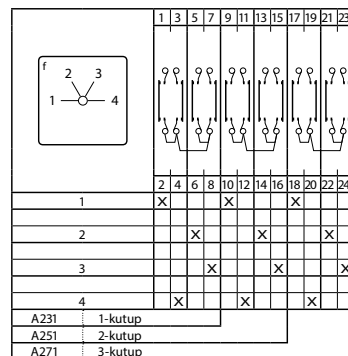 1 3 5 7 9 11 13 15 17 19 21 23
f
2 3
1 4
2 4 6 8 10 12 14 16 18 20 22 24
1 X X X
2 X X X
3 X X X
4 X X X
A231 1-kutup
A251 2-kutup
A271 3-kutup